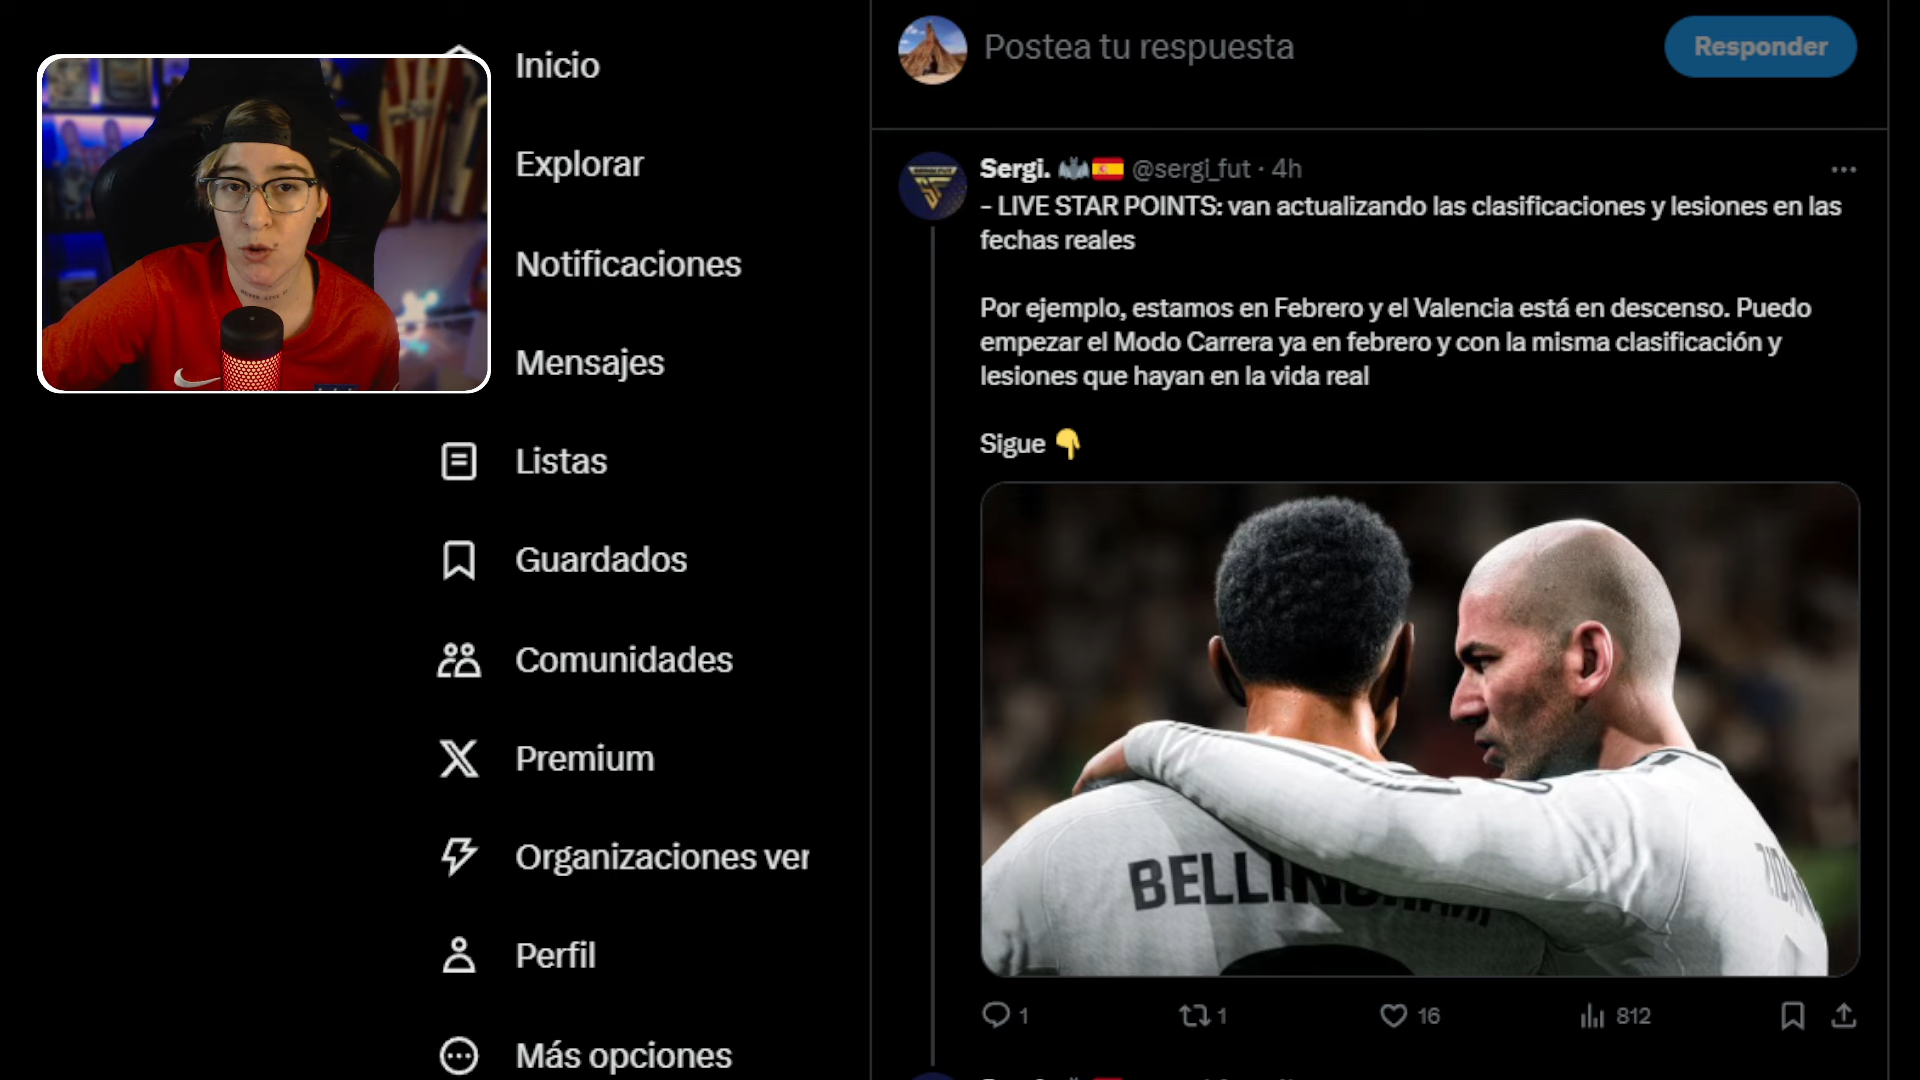 Inicio
Explorar
Notificaciones
Mensajes
Listas
Guardados
Comunidades
Premium
Organizaciones ver
Perfil
Más opciones
Postea tu respuesta
Responder
Sergi. 🦇🇪🇸 @sergi_fut · 4h
- LIVE STAR POINTS: van actualizando las clasificaciones y lesiones en las
fechas reales
Por ejemplo, estamos en Febrero y el Valencia está en descenso. Puedo
empezar el Modo Carrera ya en febrero y con la misma clasificación y
lesiones que hayan en la vida real
Sigue 👇
BELLINGHAM
1
1
16
812